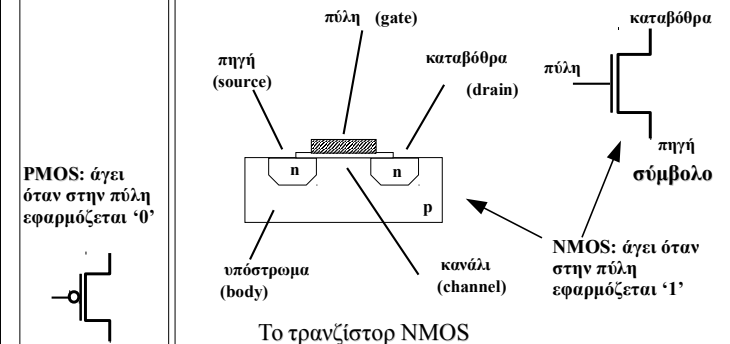 PMOS: άγει
όταν στην πύλη
εφαρμόζεται ‘0’
πύλη (gate)
πηγή
(source)
καταβόθρα
(drain)
n
n
p
υπόστρωμα
(body)
κανάλι
(channel)
καταβόθρα
πύλη
πηγή
σύμβολο
NMOS: άγει όταν
στην πύλη
εφαρμόζεται ‘1’
Το τρανζίστορ NMOS